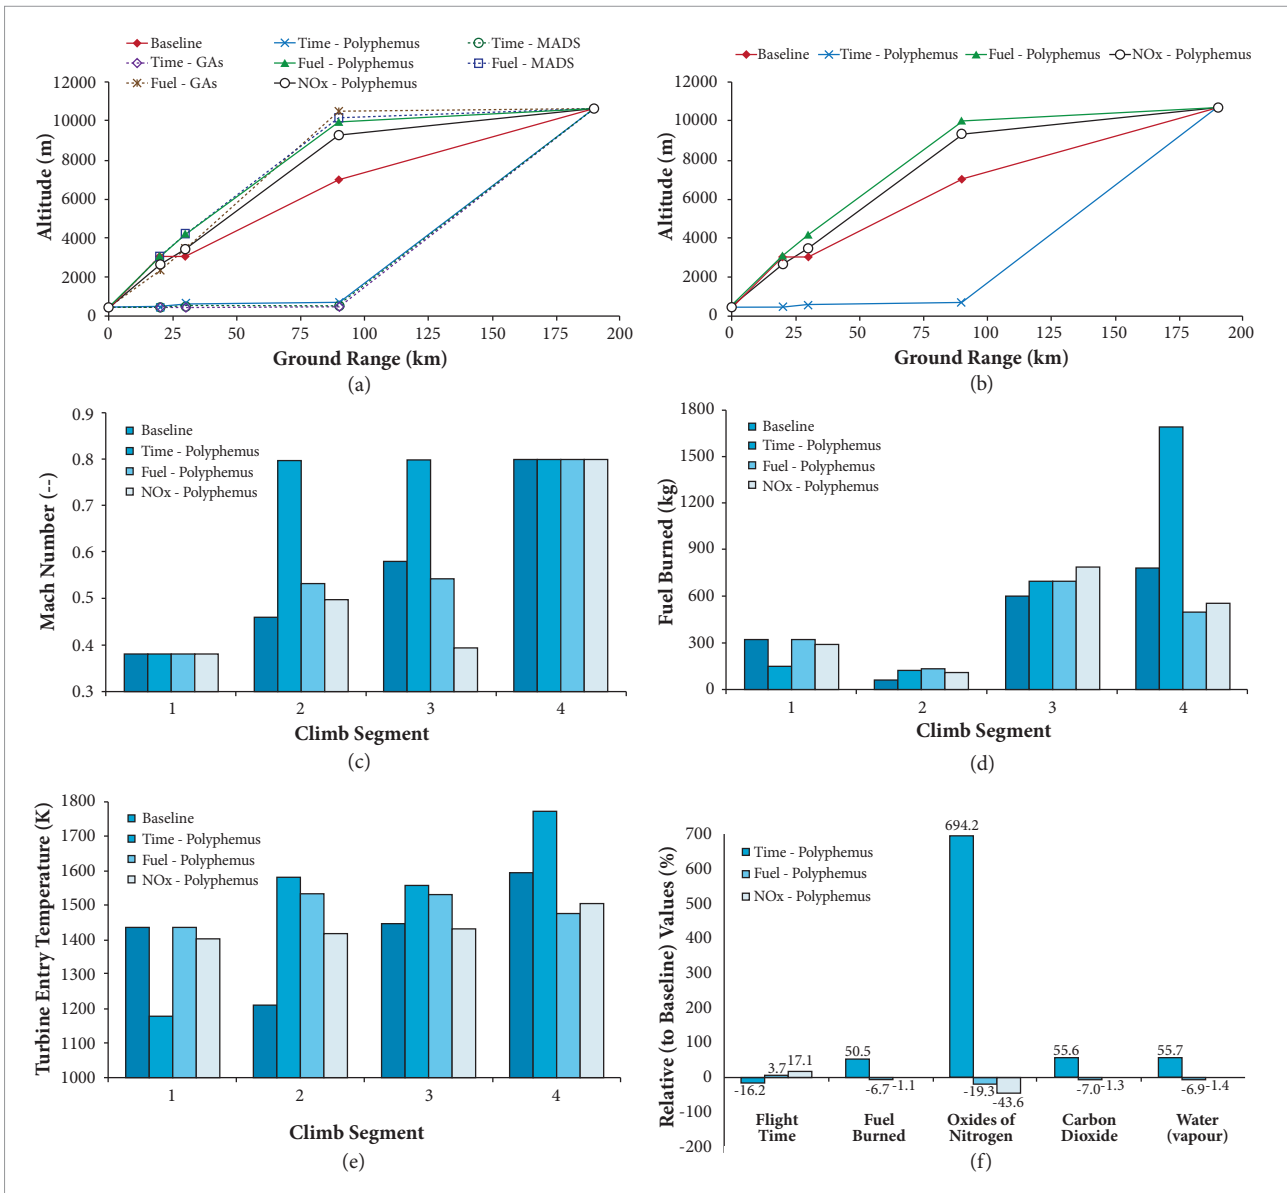 Baseline
Time - Polyphemus
Time - MADS
Time - GAs
Fuel - Polyphemus
Fuel - MADS
Fuel - GAs
NOx - Polyphemus
12000
10000
8000
6000
4000
2000
0
Altitude (m)
0 25 50 75 100 125 150 175 200
Ground Range (km)
(a)
Baseline Time - Polyphemus Fuel - Polyphemus NOx - Polyphemus
12000
10000
8000
6000
4000
2000
0
Altitude (m)
0 25 50 75 100 125 150 175 200
Ground Range (km)
(b)
0.9
0.8
0.7
0.6
0.5
0.4
0.3
Mach Number (--)
Baseline
Time - Polyphemus
Fuel - Polyphemus
NOx - Polyphemus
1 2 3 4
Climb Segment
(c)
1800
1500
1200
900
600
300
0
Fuel Burned (kg)
Baseline
Time - Polyphemus
Fuel - Polyphemus
NOx - Polyphemus
1 2 3 4
Climb Segment
(d)
1800
1700
1600
1500
1400
1300
1200
1100
1000
Turbine Entry Temperature (K)
Baseline
Time - Polyphemus
Fuel - Polyphemus
NOx - Polyphemus
1 2 3 4
Climb Segment
(e)
700
600
500
400
300
200
100
0
-100
-200
Relative (to Baseline) Values (%)
Time - Polyphemus
Fuel - Polyphemus
NOx - Polyphemus
694.2
-16.2 3.7 17.1
50.5 -6.7 -1.1
-19.3 -43.6
55.6 -7.0 -1.3
55.7 -6.9 -1.4
Flight
Time
Fuel
Burned
Oxides of
Nitrogen
Carbon
Dioxide
Water
(vapour)
(f)